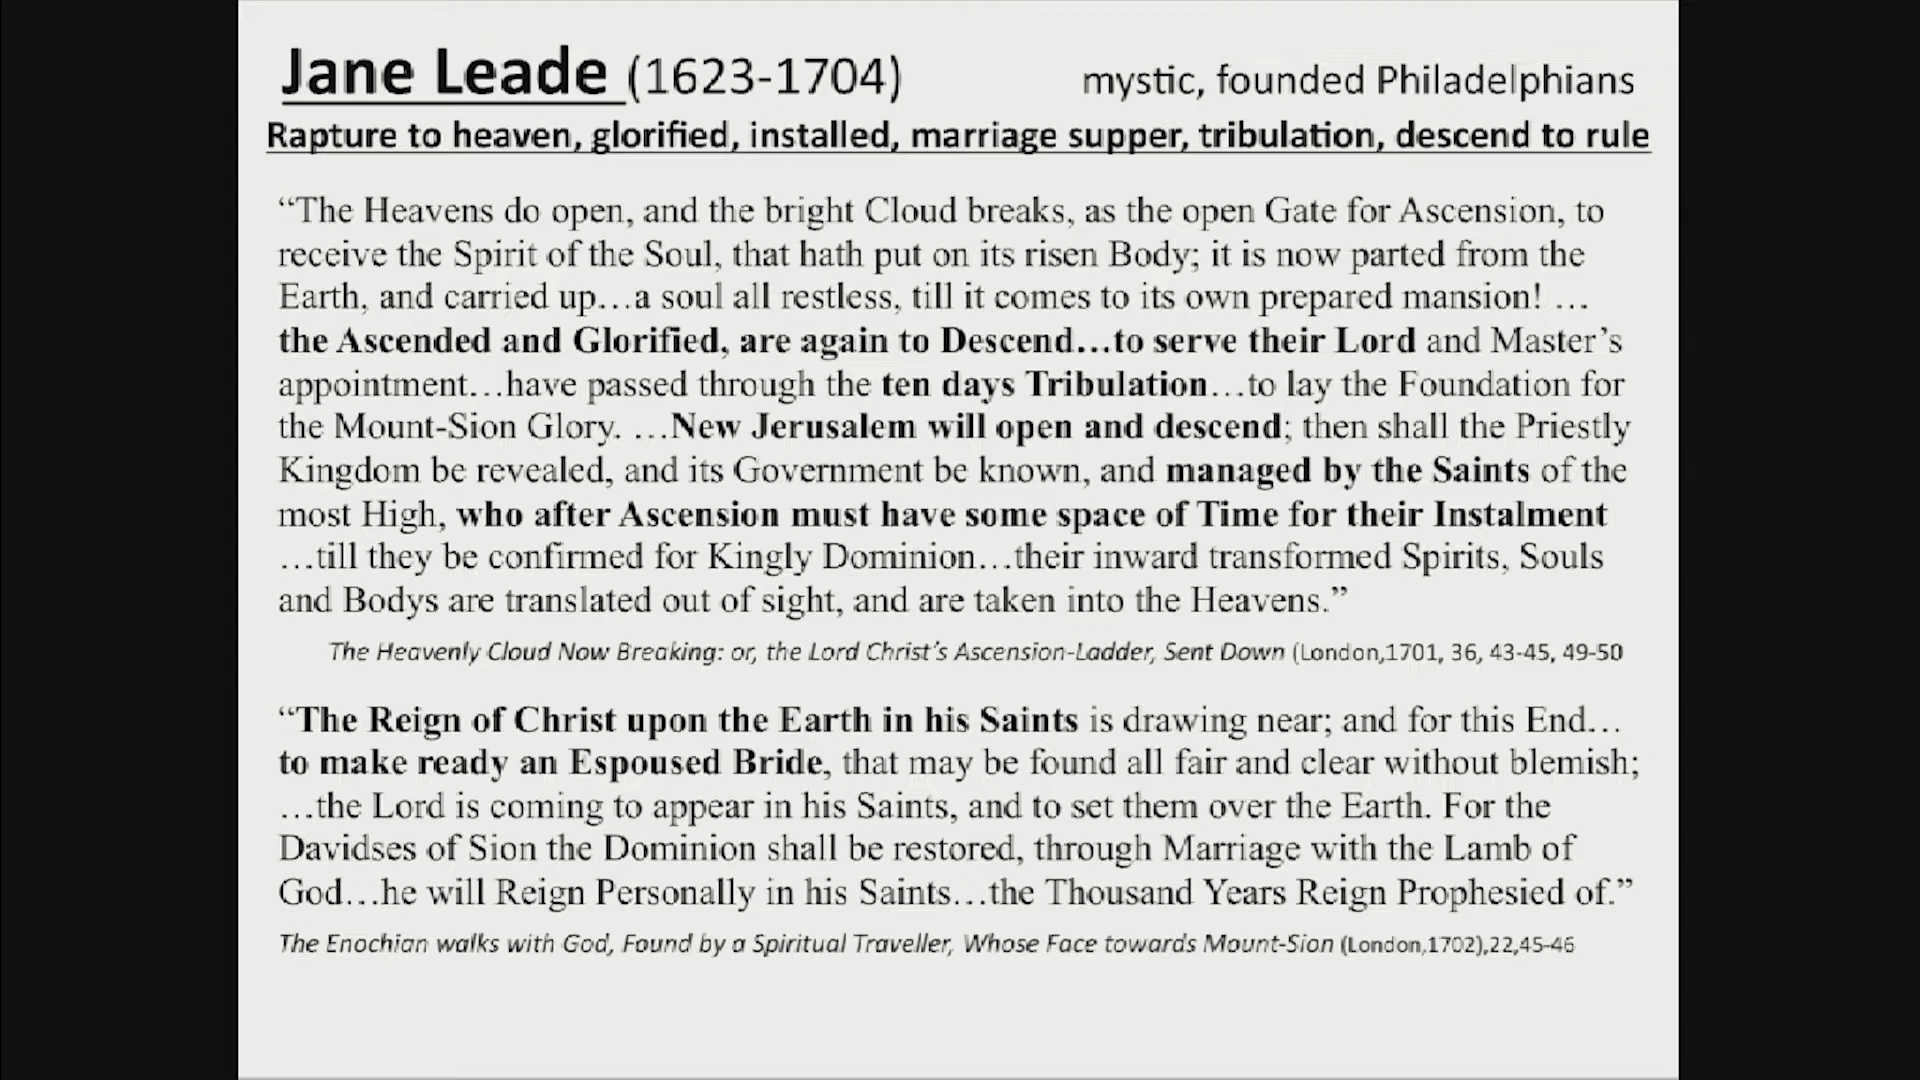 Jane Leade (1623-1704) mystic, founded Philadelphians
Rapture to heaven, glorified, installed, marriage supper, tribulation, descend to rule
“The Heavens do open, and the bright Cloud breaks, as the open Gate for Ascension, to
receive the Spirit of the Soul, that hath put on its risen Body; it is now parted from the
Earth, and carried up…a soul all restless, till it comes to its own prepared mansion! …
the Ascended and Glorified, are again to Descend…to serve their Lord and Master’s
appointment…have passed through the ten days Tribulation…to lay the Foundation for
the Mount-Sion Glory. …New Jerusalem will open and descend; then shall the Priestly
Kingdom be revealed, and its Government be known, and managed by the Saints of the
most High, who after Ascension must have some space of Time for their Instalment
…till they be confirmed for Kingly Dominion…their inward transformed Spirits, Souls
and Bodys are translated out of sight, and are taken into the Heavens.”
The Heavenly Cloud Now Breaking: or, the Lord Christ’s Ascension-Ladder, Sent Down (London,1701, 36, 43-45, 49-50
“The Reign of Christ upon the Earth in his Saints is drawing near; and for this End…
to make ready an Espoused Bride, that may be found all fair and clear without blemish;
…the Lord is coming to appear in his Saints, and to set them over the Earth. For the
Davidses of Sion the Dominion shall be restored, through Marriage with the Lamb of
God…he will Reign Personally in his Saints…the Thousand Years Reign Prophesied of.”
The Enochian walks with God, Found by a Spiritual Traveller, Whose Face towards Mount-Sion (London,1702),22,45-46